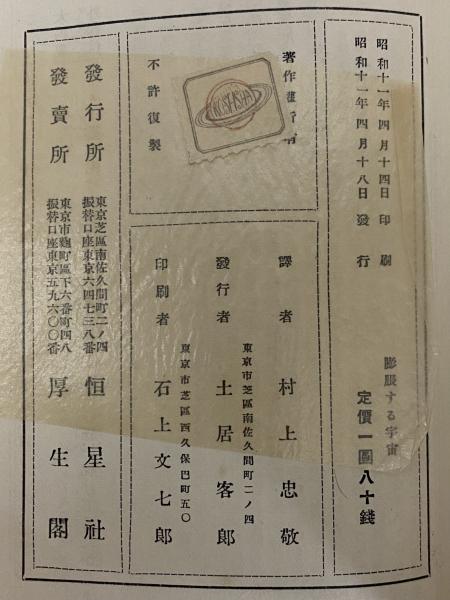 昭和十一年四月十四日印刷
昭和十一年四月十八日發行
膨脹する宇宙
定價一圓八十錢
著作權所有
KOSEISHA
不許復製
譯者 村上忠敬
東京市芝區南佐久間町二ノ四
發行者 土居客郎
東京市芝區西久保巴町五〇
印刷者 石上文七郎
發行所 東京芝區南佐久間町二ノ四 恒星社
振替口座東京六四七三八番
發賣所 東京市麴町區下六番町四八 厚生閣
振替口座東京五九六〇〇番